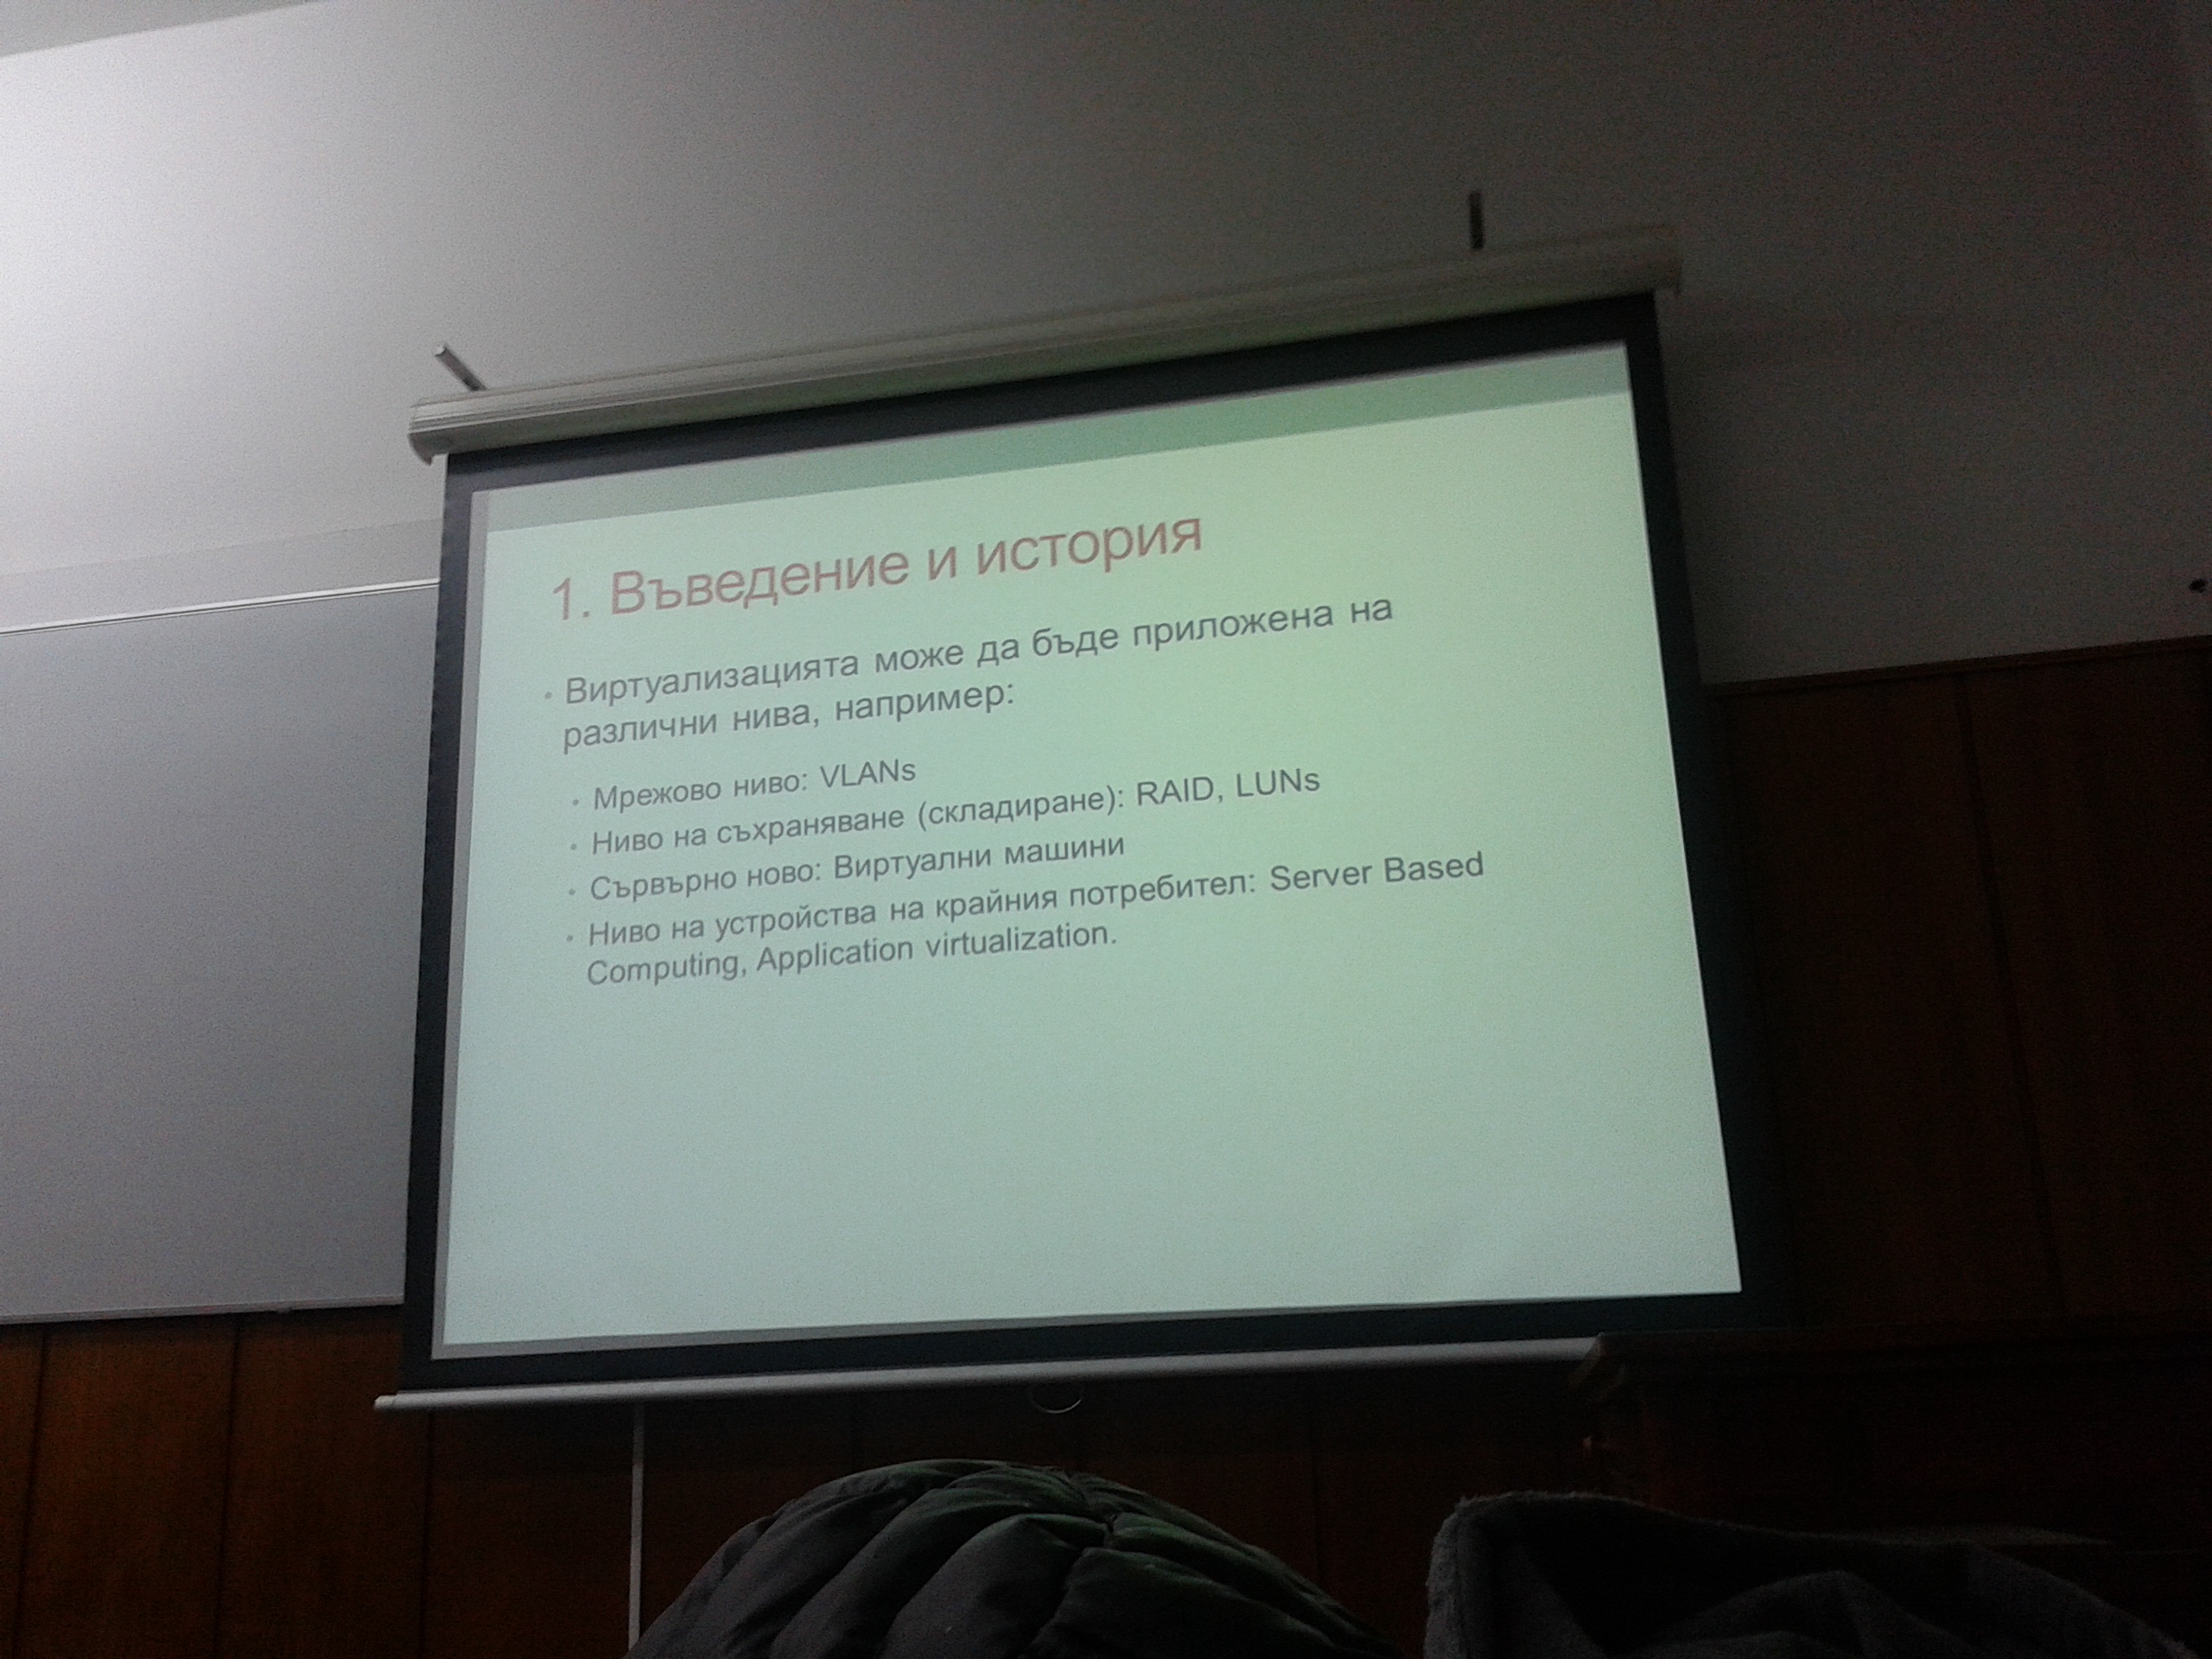 1. Въведение и история
• Виртуализацията може да бъде приложена на
различни нива, например:
• Мрежово ниво: VLANs
• Ниво на съхраняване (складиране): RAID, LUNs
• Сървърно ново: Виртуални машини
• Ниво на устройства на крайния потребител: Server Based
Computing, Application virtualization.